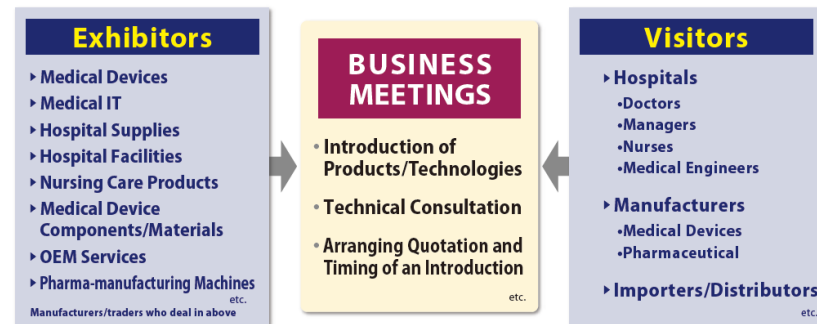 Exhibitors
Medical Devices
Medical IT
Hospital Supplies
Hospital Facilities
Nursing Care Products
Medical Device
Components/Materials
OEM Services
Pharma-manufacturing Machines
etc.
Manufacturers/traders who deal in above
BUSINESS
MEETINGS
• Introduction of
Products/Technologies
• Technical Consultation
• Arranging Quotation and
Timing of an Introduction
etc.
Visitors
Hospitals
•Doctors
•Managers
•Nurses
•Medical Engineers
Manufacturers
•Medical Devices
•Pharmaceutical
Importers/Distributors
etc.